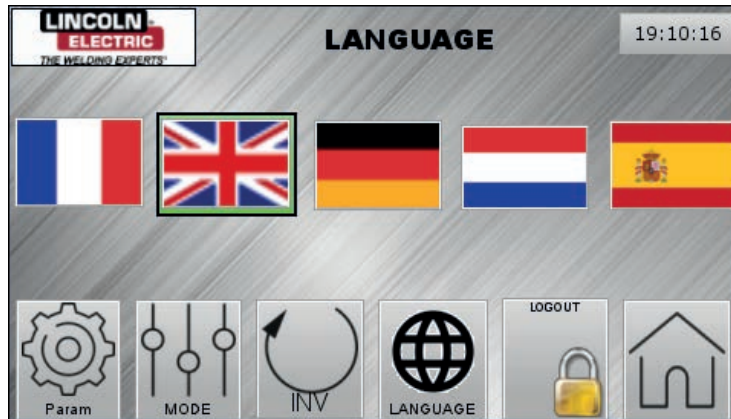 LINCOLN
ELECTRIC
THE WELDING EXPERTS®
LANGUAGE
19:10:16
Param
MODE
INV
LANGUAGE
LOGOUT